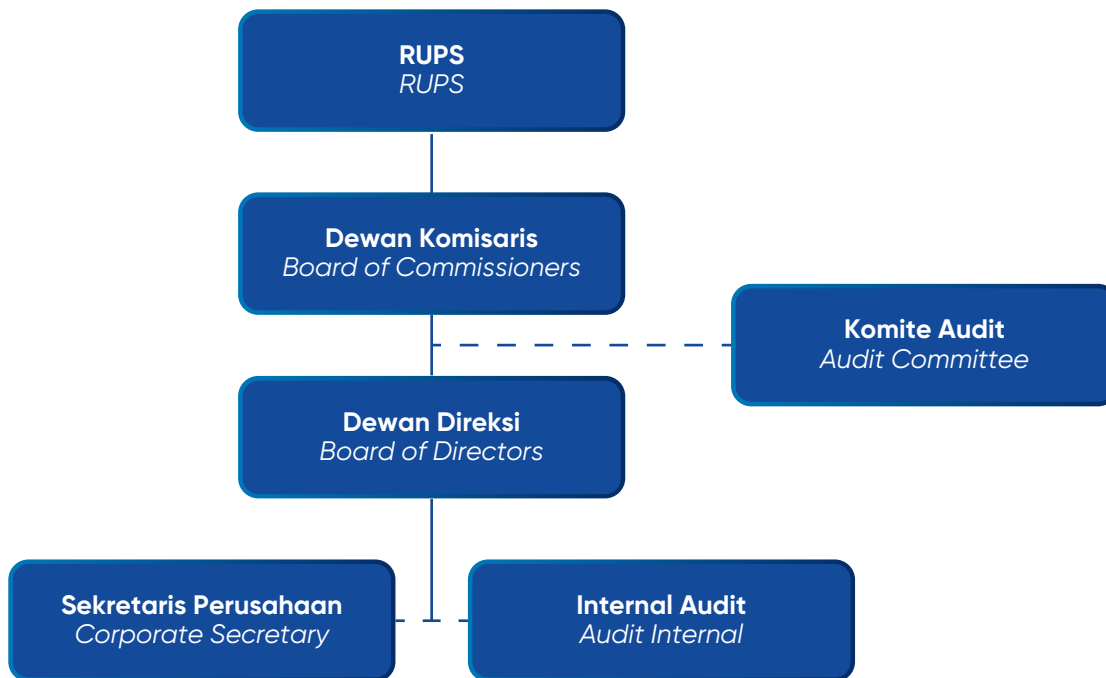 RUPS
RUPS
Dewan Komisaris
Board of Commissioners
Komite Audit
Audit Committee
Dewan Direksi
Board of Directors
Sekretaris Perusahaan
Corporate Secretary
Internal Audit
Audit Internal